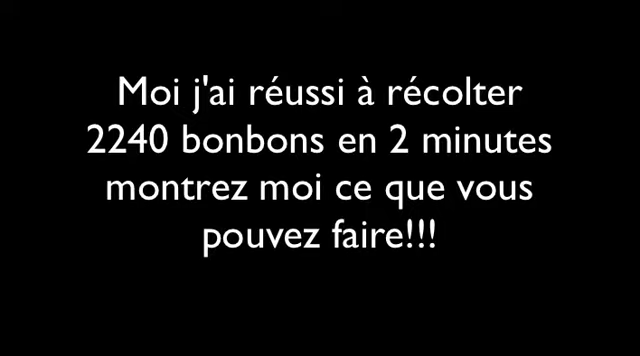 Moi j'ai réussi à récolter
2240 bonbons en 2 minutes
montrez moi ce que vous
pouvez faire!!!